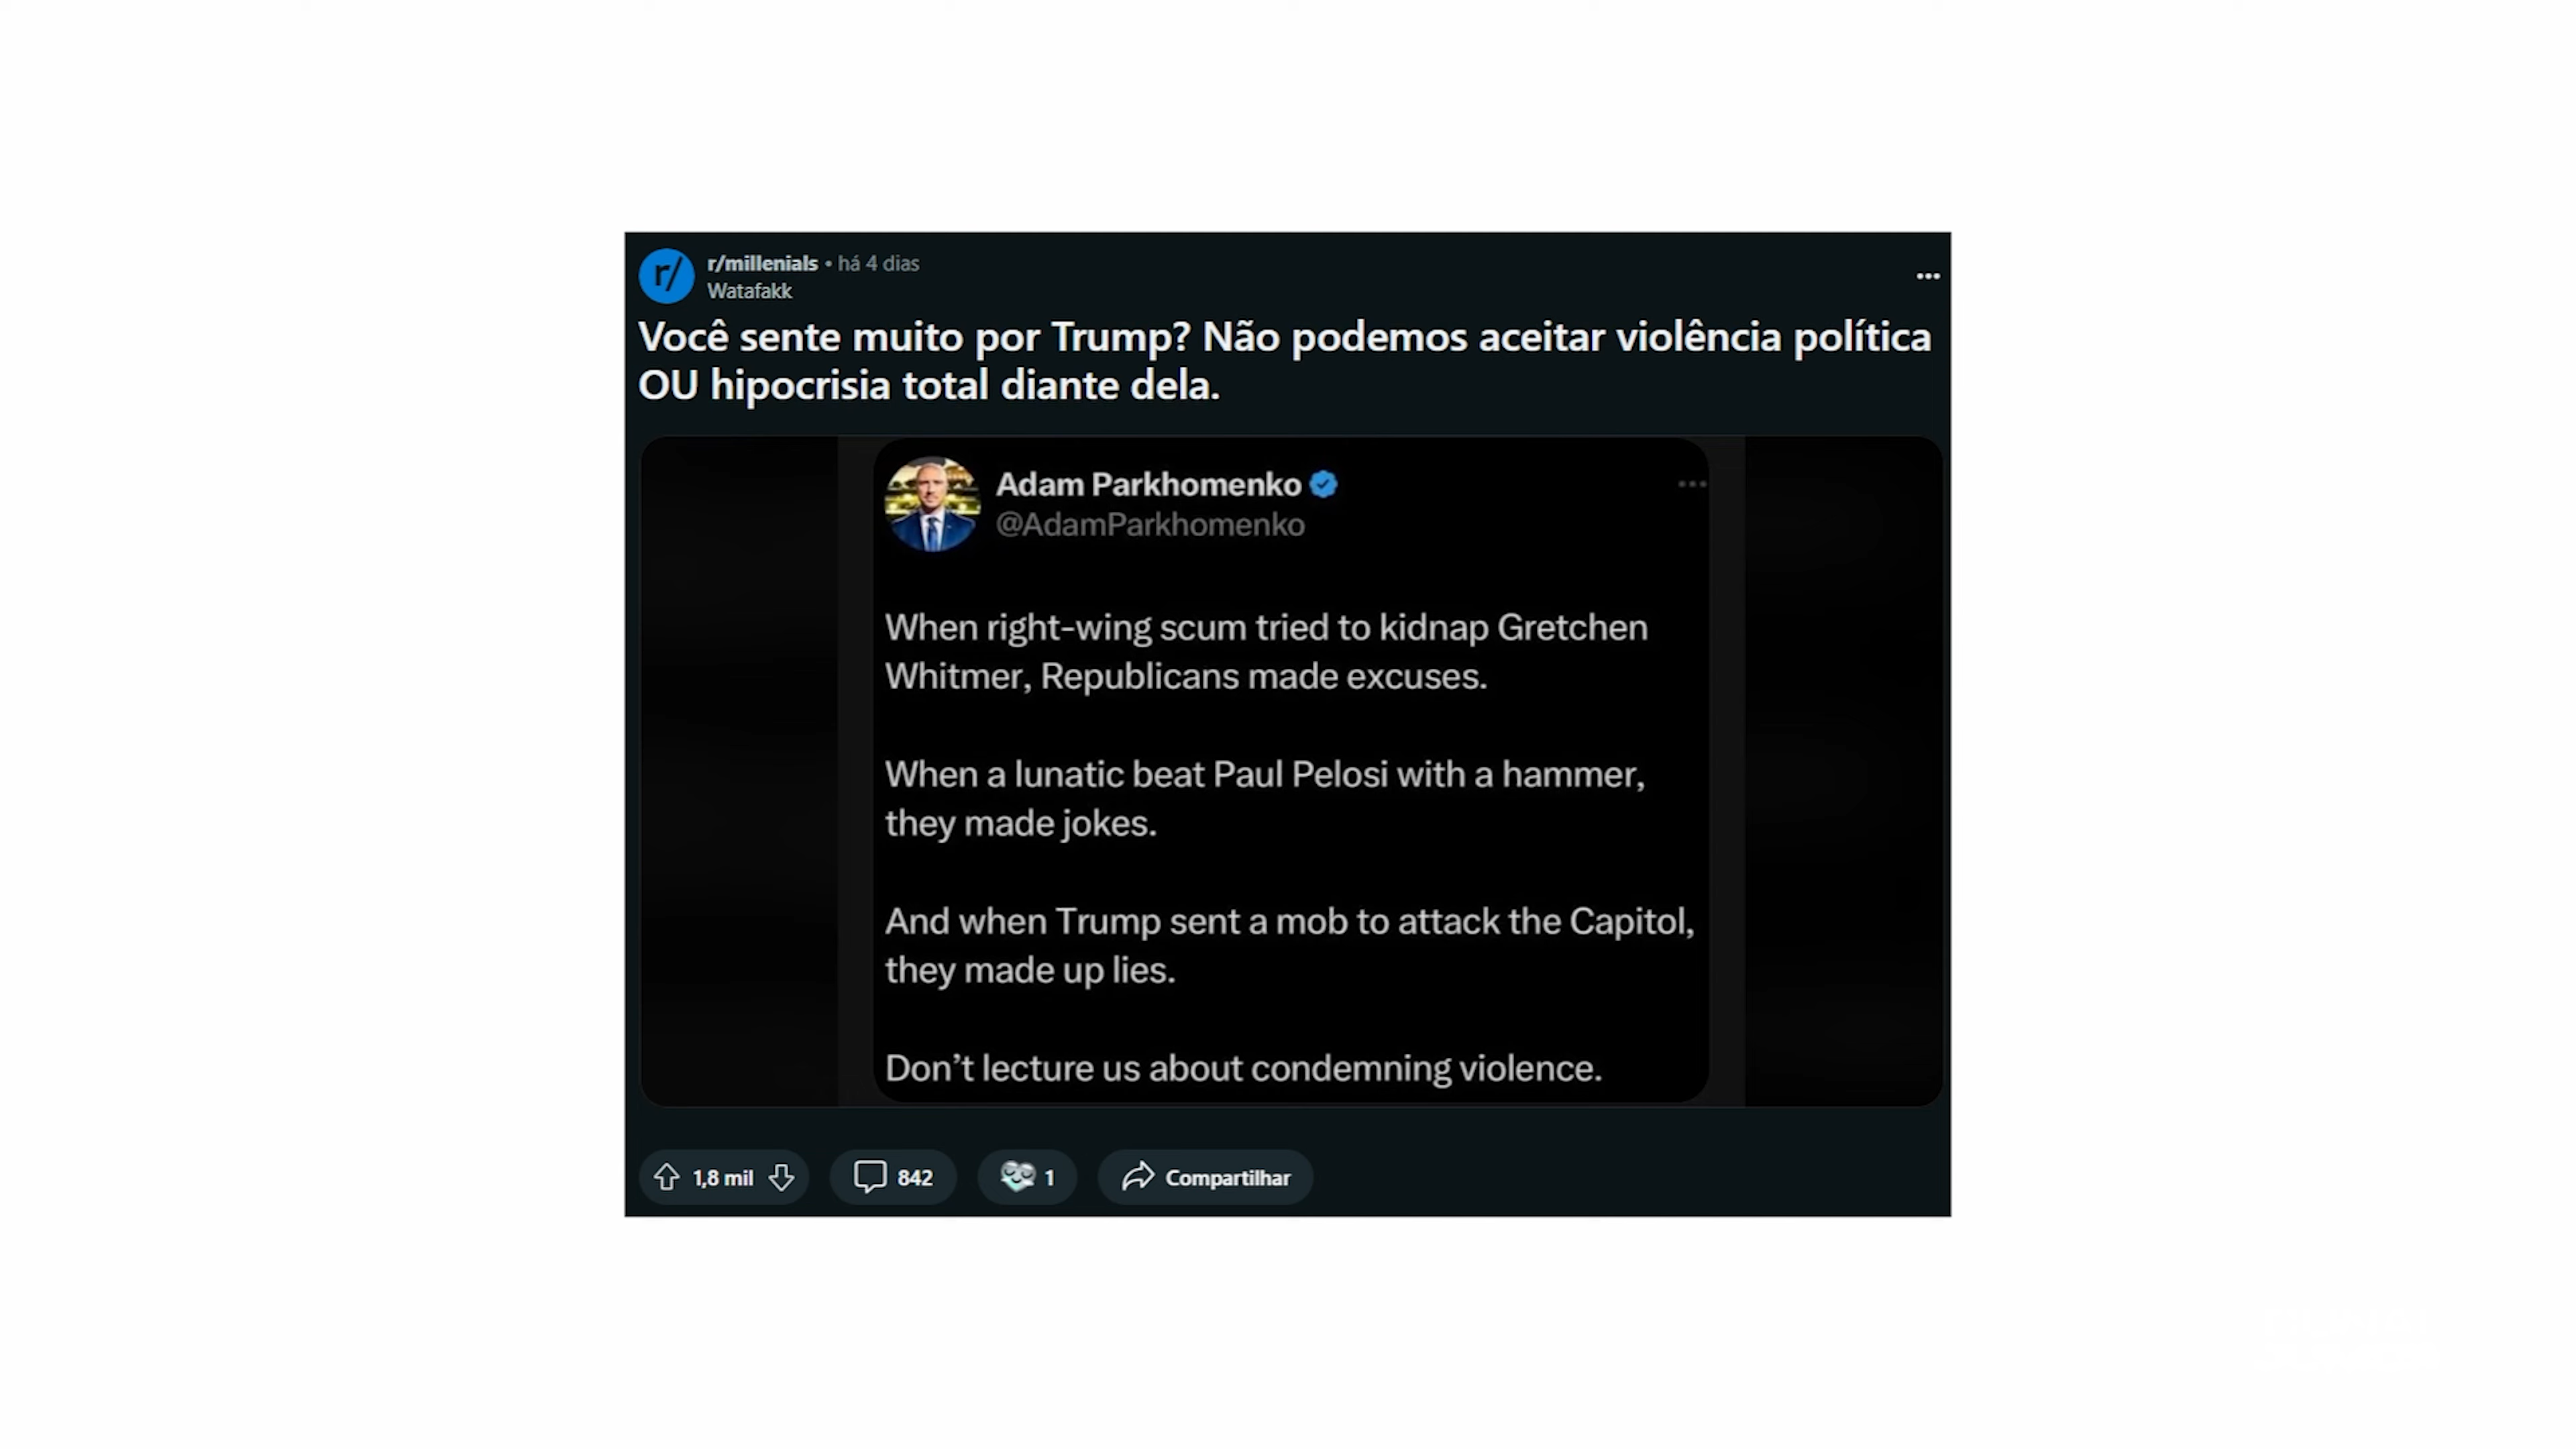 r/millenials • há 4 dias
Watafakk
Você sente muito por Trump? Não podemos aceitar violência política
OU hipocrisia total diante dela.
Adam Parkhomenko
@AdamParkhomenko
When right-wing scum tried to kidnap Gretchen
Whitmer, Republicans made excuses.
When a lunatic beat Paul Pelosi with a hammer,
they made jokes.
And when Trump sent a mob to attack the Capitol,
they made up lies.
Don’t lecture us about condemning violence.
1,8 mil
842
1
Compartilhar